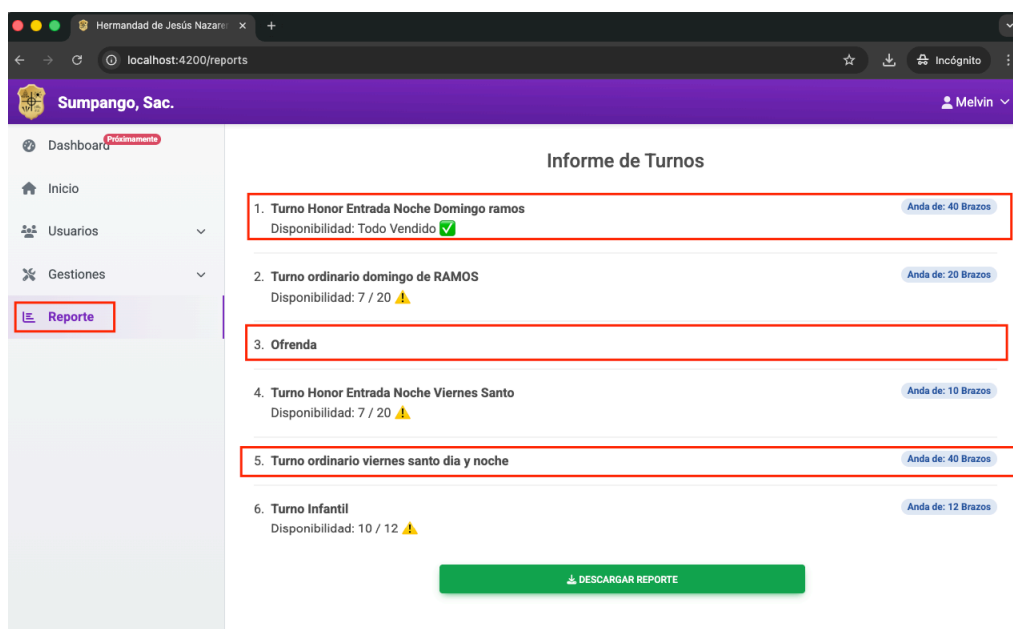 Hermandad de Jesús Nazare
localhost:4200/reports
Incógnito
Sumpango, Sac.
Melvin
Dashboard
Próximamente
Inicio
Usuarios
Gestiones
Reporte
Informe de Turnos
1. Turno Honor Entrada Noche Domingo ramos
Anda de: 40 Brazos
Disponibilidad: Todo Vendido ✅
2. Turno ordinario domingo de RAMOS
Anda de: 20 Brazos
Disponibilidad: 7 / 20 ⚠️
3. Ofrenda
4. Turno Honor Entrada Noche Viernes Santo
Anda de: 10 Brazos
Disponibilidad: 7 / 20 ⚠️
5. Turno ordinario viernes santo dia y noche
Anda de: 40 Brazos
6. Turno Infantil
Anda de: 12 Brazos
Disponibilidad: 10 / 12 ⚠️
DESCARGAR REPORTE